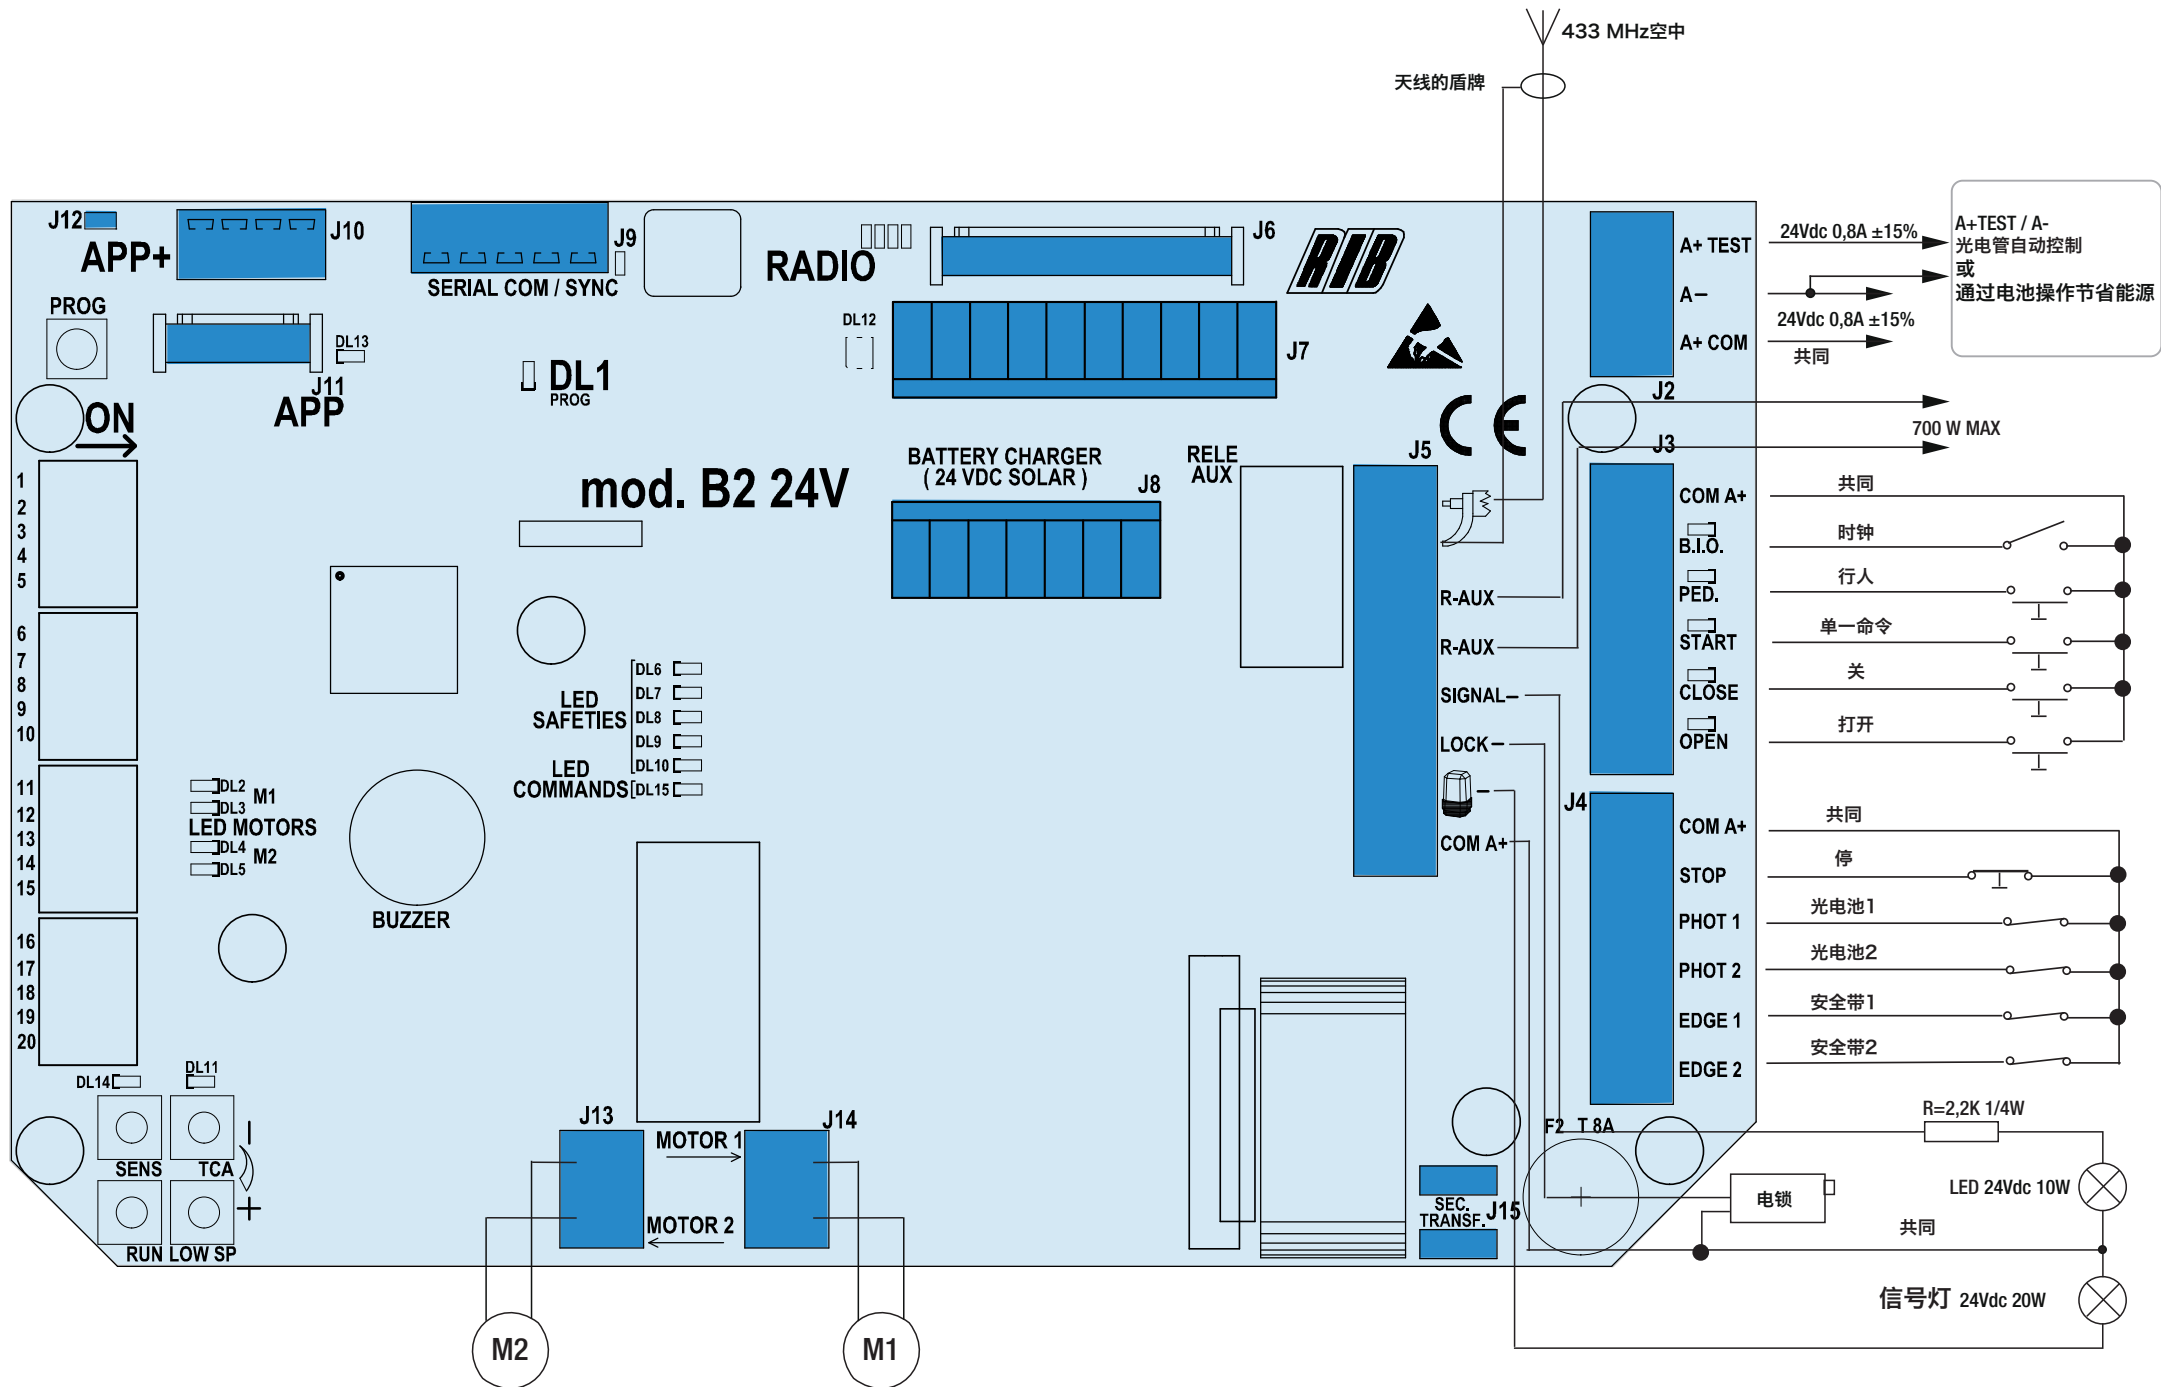 433 MHz空中
天线的盾牌
J12
APP+
J10
J9
SERIAL COM / SYNC
RADIO
J6
RIB
PROG
DL13
J11
APP
DL1
PROG
DL12
J7
ON
mod. B2 24V
BATTERY CHARGER
( 24 VDC SOLAR )
J8
RELE
AUX
J5
J2
J3
A+ TEST
A−
A+ COM
24Vdc 0,8A ±15%
24Vdc 0,8A ±15%
共同
A+TEST / A-
光电管自动控制
或
通过电池操作节省能源
700 W MAX
1
2
3
4
5
6
7
8
9
10
11
12
13
14
15
16
17
18
19
20
DL2
DL3
M1
LED MOTORS
DL4
DL5
M2
BUZZER
LED
SAFETIES
DL6
DL7
DL8
DL9
DL10
LED
COMMANDS
DL15
R-AUX
R-AUX
SIGNAL−
LOCK−
−
COM A+
COM A+
B.I.O.
PED.
START
CLOSE
OPEN
共同
时钟
行人
单一命令
关
打开
J4
COM A+
STOP
PHOT 1
PHOT 2
EDGE 1
EDGE 2
共同
停
光电池1
光电池2
安全带1
安全带2
DL14
DL11
SENS
TCA
−
+
RUN
LOW SP
J13
MOTOR 1
J14
MOTOR 2
M2
M1
F2 T 8A
SEC.
TRANSF.
J15
R=2,2K 1/4W
LED 24Vdc 10W
电锁
共同
信号灯 24Vdc 20W
CE